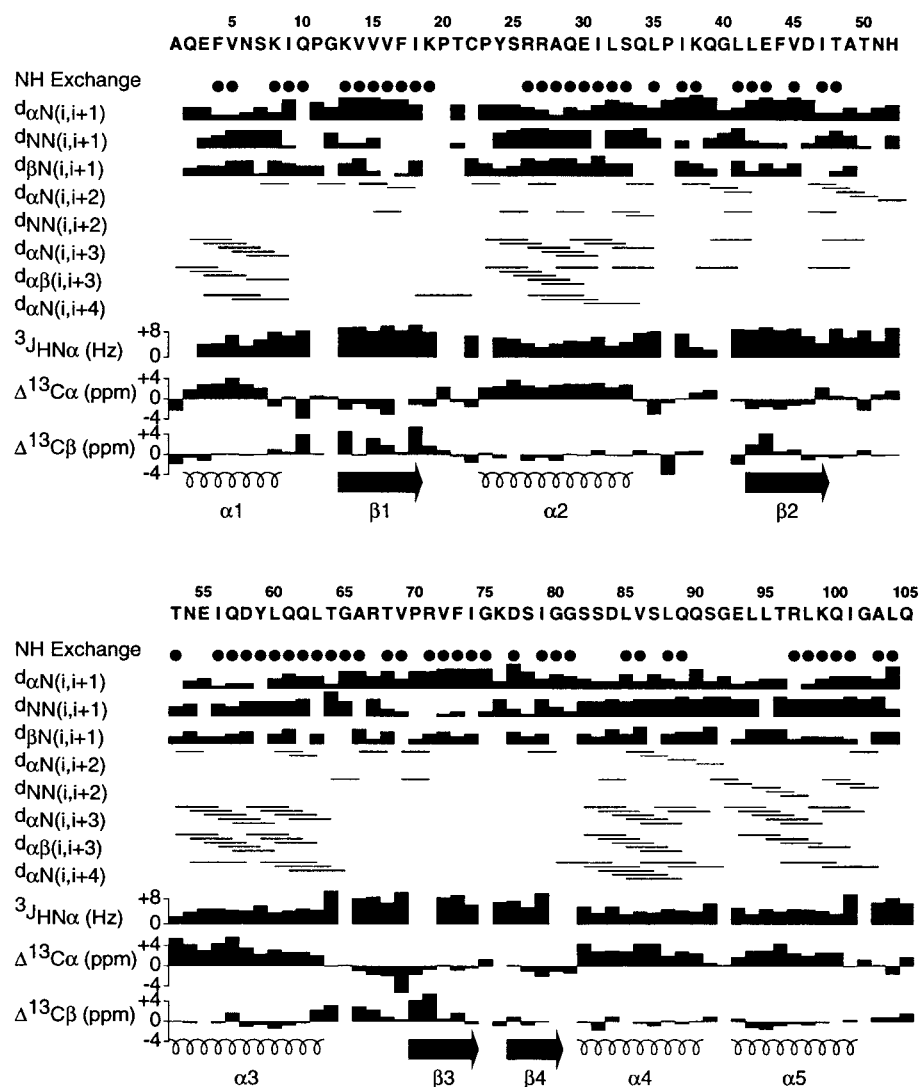 5 10 15 20 25 30 35 40 45 50
AQEFVNSKIQPGKVVVFIKPTCPYSRRAQEILSQLPIKQGLLEFVDITATNH
NH Exchange
dαN(i,i+1)
dNN(i,i+1)
dβN(i,i+1)
dαN(i,i+2)
dNN(i,i+2)
dαN(i,i+3)
dαβ(i,i+3)
dαN(i,i+4)
+8
³JHNα (Hz)
0
+4
Δ¹³Cα (ppm) 0
-4
+4
Δ¹³Cβ (ppm) 0
-4
α1 β1 α2 β2
55 60 65 70 75 80 85 90 95 100 105
TNEIQDYLQQLTGARTVPRVFIGKDSIGGSSDLVSLQQSGELLTRLKQIGALQ
NH Exchange
dαN(i,i+1)
dNN(i,i+1)
dβN(i,i+1)
dαN(i,i+2)
dNN(i,i+2)
dαN(i,i+3)
dαβ(i,i+3)
dαN(i,i+4)
+8
³JHNα (Hz)
0
+4
Δ¹³Cα (ppm) 0
-4
+4
Δ¹³Cβ (ppm) 0
-4
α3 β3 β4 α4 α5